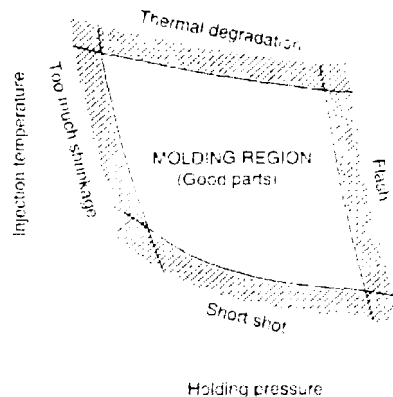 Thermal degradation
Too much shrinkage
Injection temperature
MOLDING REGION
(Good parts)
Flash
Short shot
Holding pressure